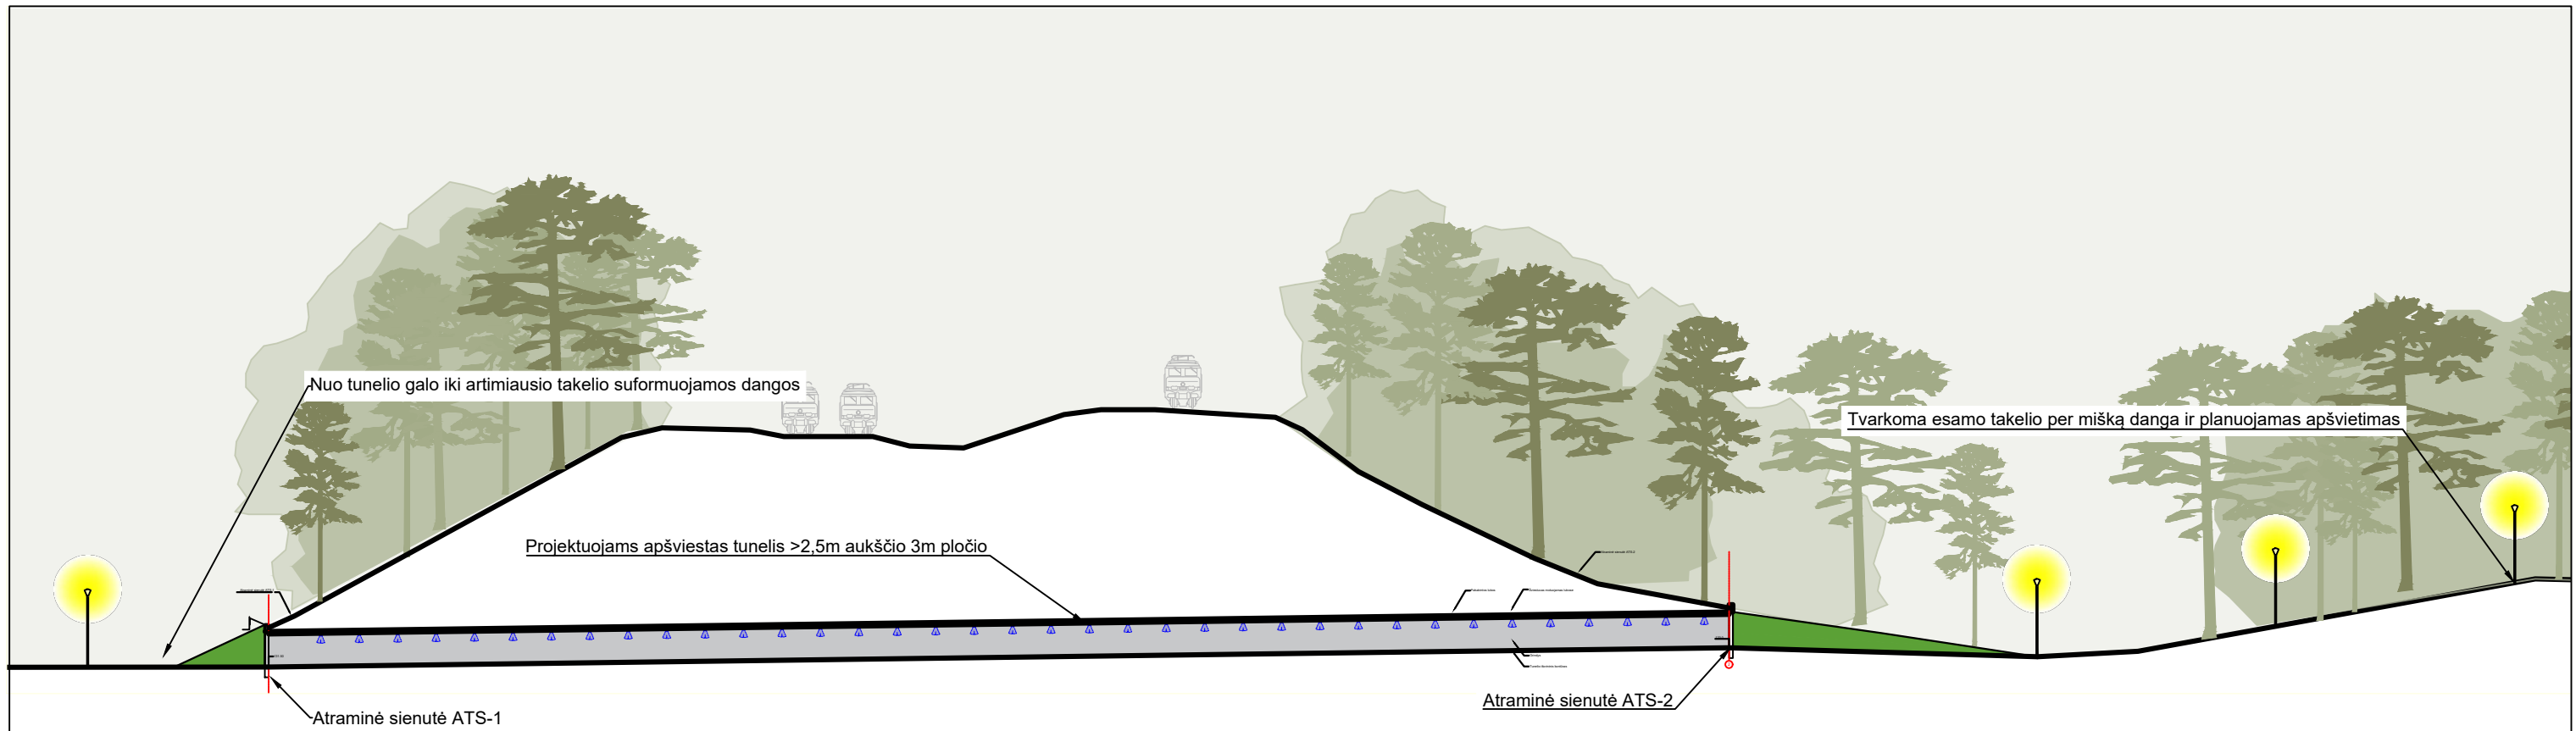 Nuo tunelio galo iki artimiausio takelio suformuojamos dangos
Tvarkoma esamo takelio per mišką danga ir planuojamas apšvietimas
Projektuojams apšviestas tunelis >2,5m aukščio 3m pločio
Atraminė sienutė ATS-2
Atraminė sienutė ATS-1